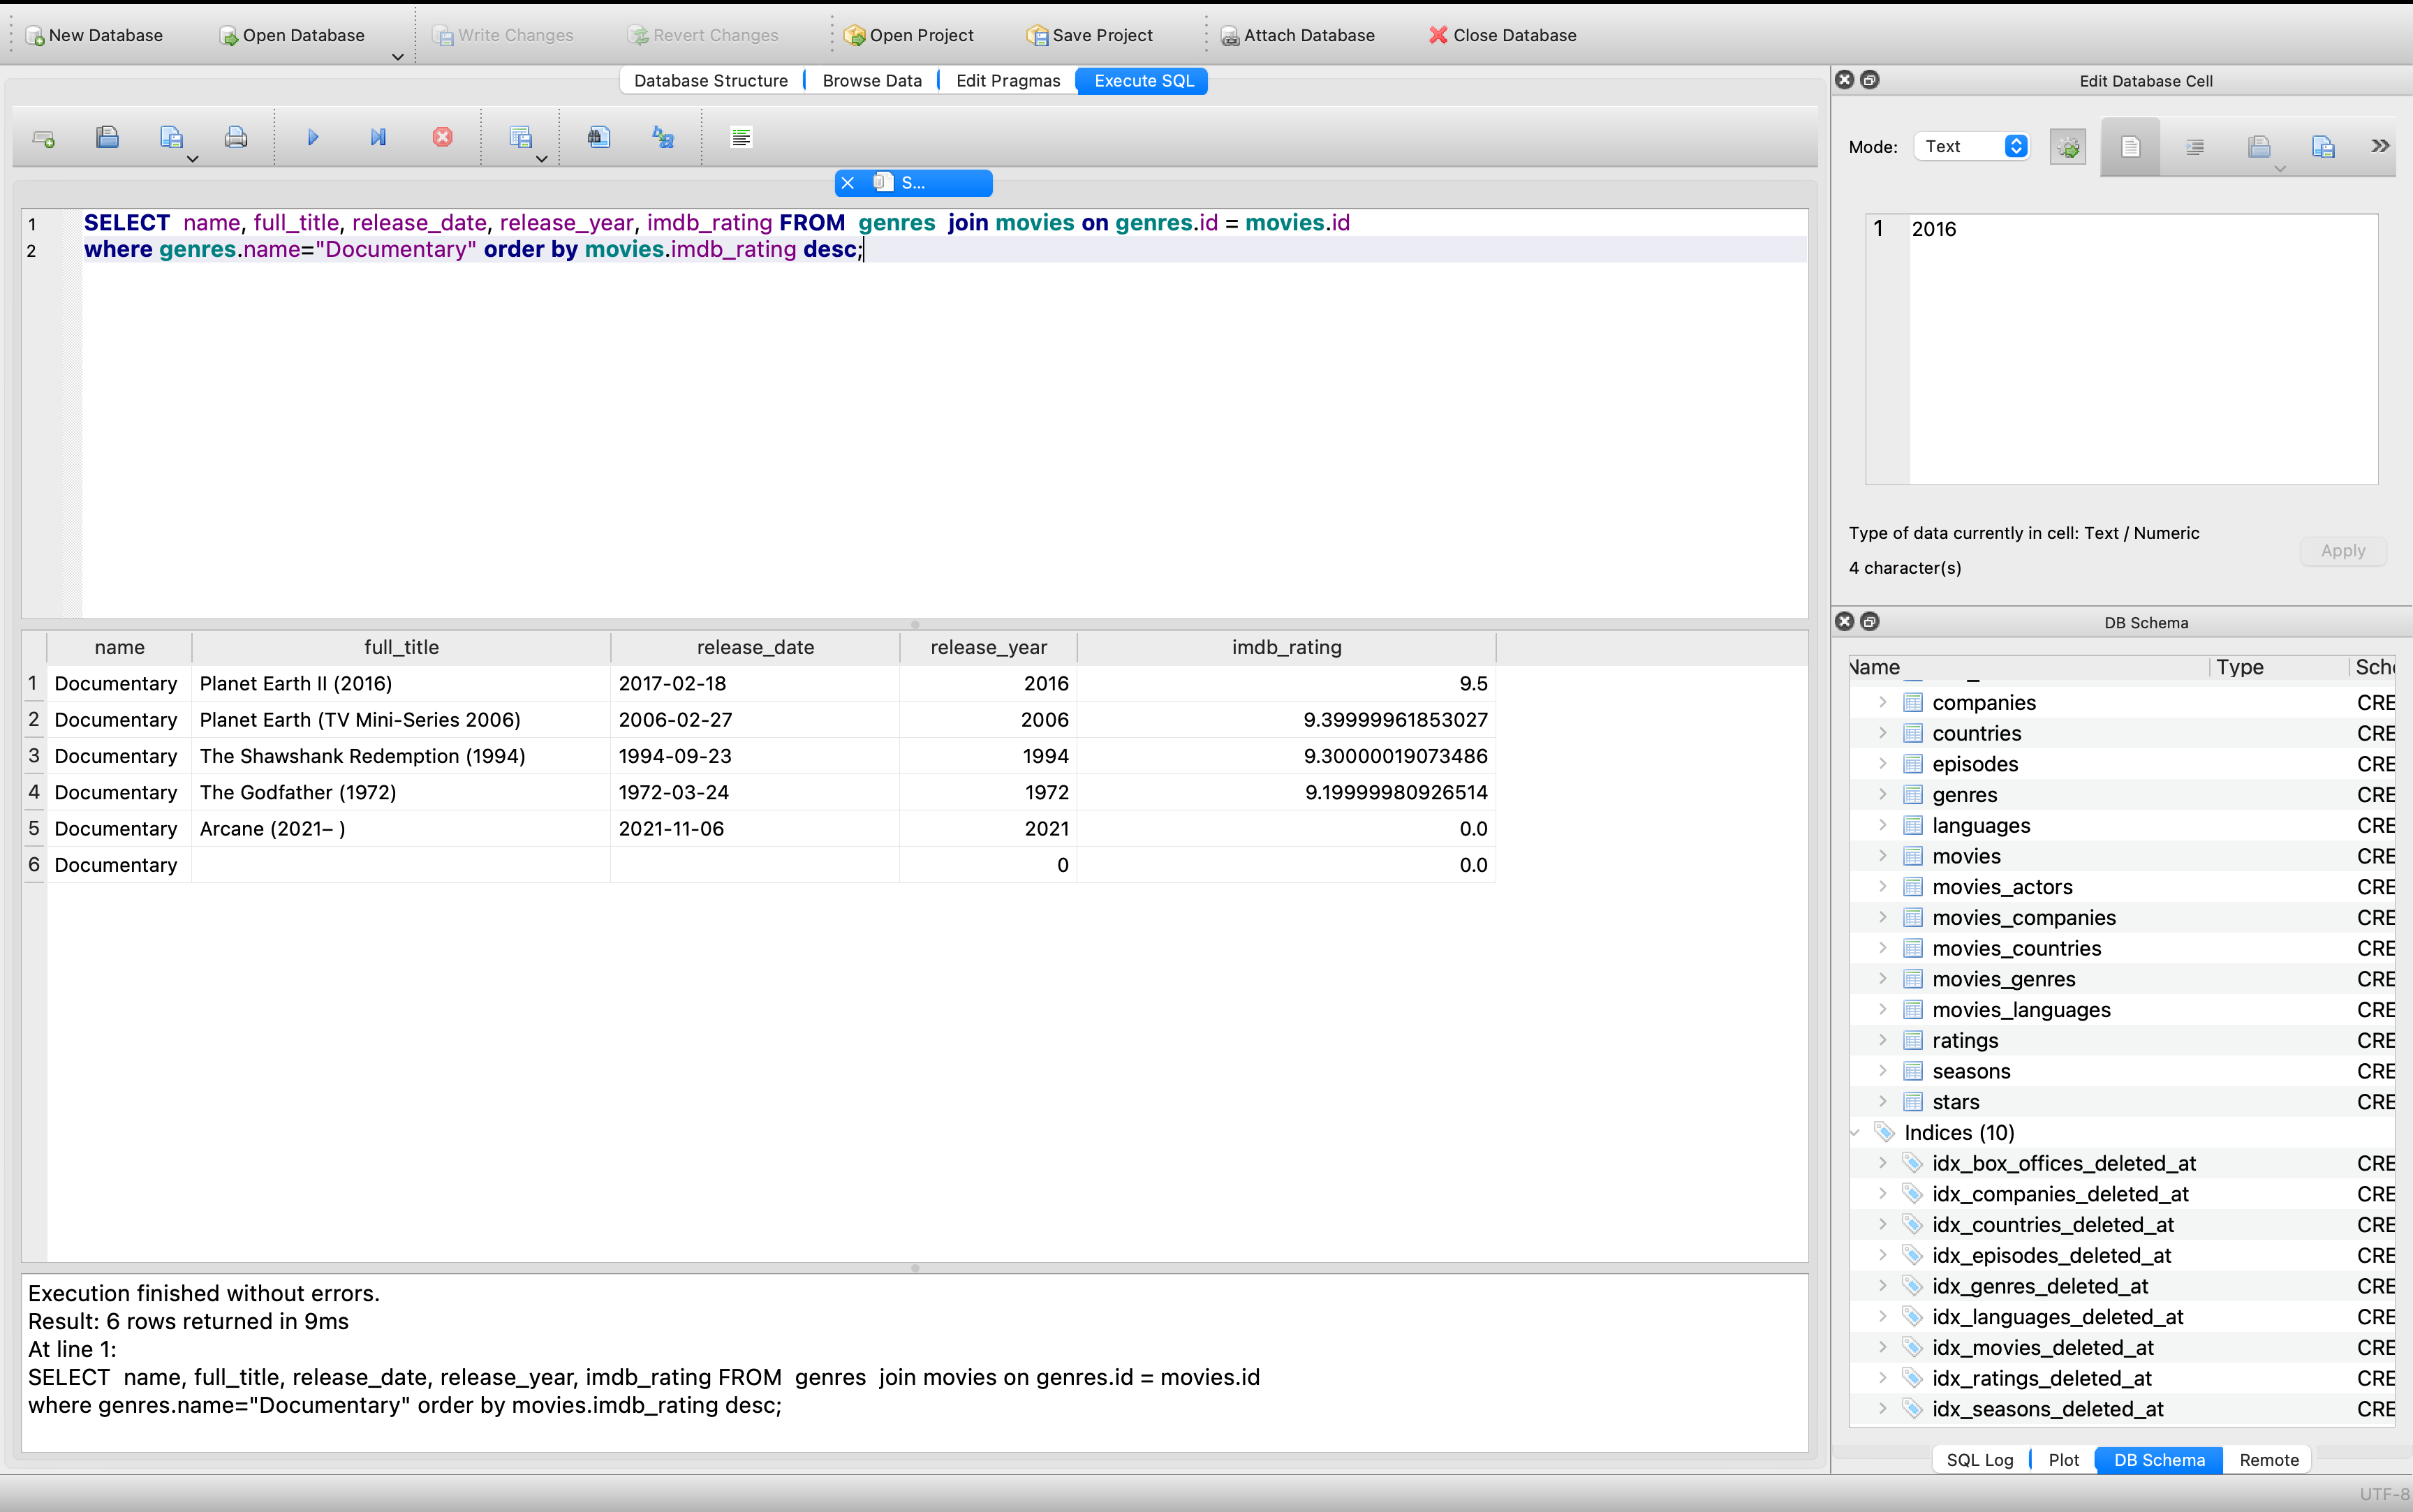 New Database Open Database Write Changes Revert Changes Open Project Save Project Attach Database Close Database
Database Structure Browse Data Edit Pragmas Execute SQL
S...
1 SELECT  name, full_title, release_date, release_year, imdb_rating FROM  genres  join movies on genres.id = movies.id
2 where genres.name="Documentary" order by movies.imdb_rating desc;
name full_title release_date release_year imdb_rating
1 Documentary Planet Earth II (2016) 2017-02-18 2016 9.5
2 Documentary Planet Earth (TV Mini-Series 2006) 2006-02-27 2006 9.39999961853027
3 Documentary The Shawshank Redemption (1994) 1994-09-23 1994 9.30000019073486
4 Documentary The Godfather (1972) 1972-03-24 1972 9.19999980926514
5 Documentary Arcane (2021– ) 2021-11-06 2021 0.0
6 Documentary 0 0.0
Execution finished without errors.
Result: 6 rows returned in 9ms
At line 1:
SELECT  name, full_title, release_date, release_year, imdb_rating FROM  genres  join movies on genres.id = movies.id
where genres.name="Documentary" order by movies.imdb_rating desc;
Edit Database Cell
Mode: Text
1 2016
Type of data currently in cell: Text / Numeric
4 character(s)
Apply
DB Schema
Name Type Sche
companies CRE
countries CRE
episodes CRE
genres CRE
languages CRE
movies CRE
movies_actors CRE
movies_companies CRE
movies_countries CRE
movies_genres CRE
movies_languages CRE
ratings CRE
seasons CRE
stars CRE
Indices (10)
idx_box_offices_deleted_at CRE
idx_companies_deleted_at CRE
idx_countries_deleted_at CRE
idx_episodes_deleted_at CRE
idx_genres_deleted_at CRE
idx_languages_deleted_at CRE
idx_movies_deleted_at CRE
idx_ratings_deleted_at CRE
idx_seasons_deleted_at CRE
SQL Log Plot DB Schema Remote
UTF-8